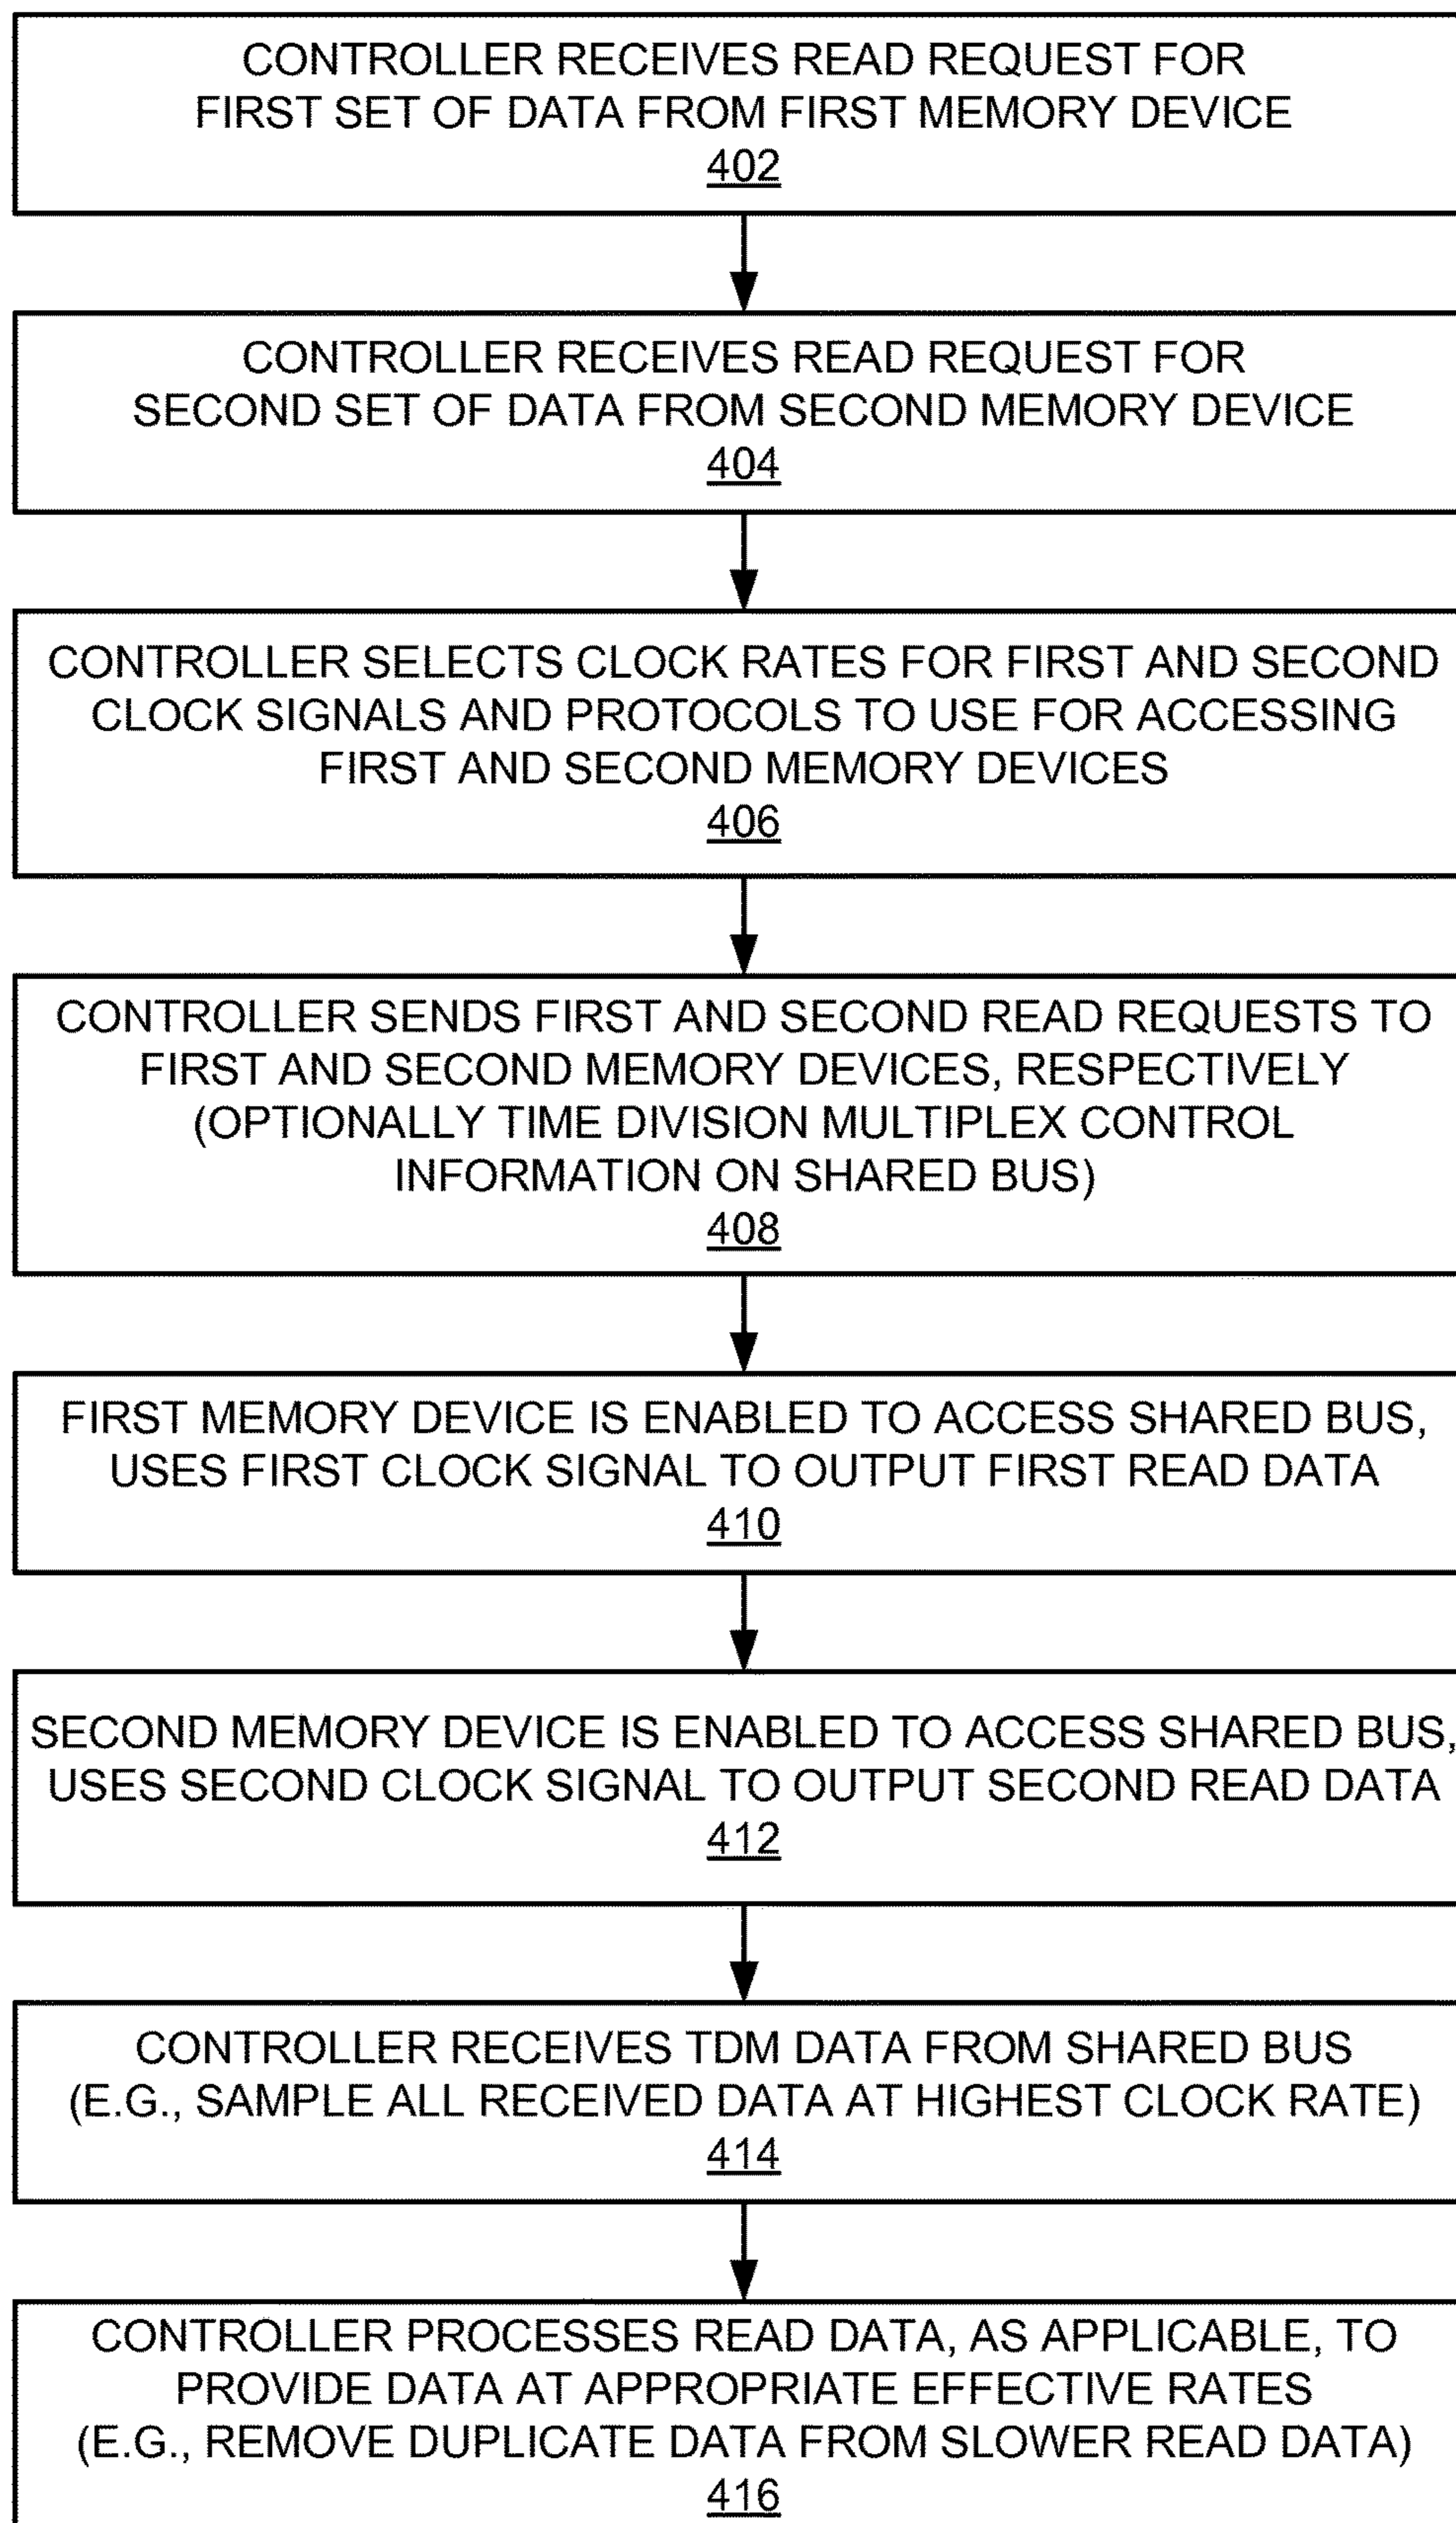 CONTROLLER RECEIVES READ REQUEST FOR
FIRST SET OF DATA FROM FIRST MEMORY DEVICE
402
CONTROLLER RECEIVES READ REQUEST FOR
SECOND SET OF DATA FROM SECOND MEMORY DEVICE
404
CONTROLLER SELECTS CLOCK RATES FOR FIRST AND SECOND
CLOCK SIGNALS AND PROTOCOLS TO USE FOR ACCESSING
FIRST AND SECOND MEMORY DEVICES
406
CONTROLLER SENDS FIRST AND SECOND READ REQUESTS TO
FIRST AND SECOND MEMORY DEVICES, RESPECTIVELY
(OPTIONALLY TIME DIVISION MULTIPLEX CONTROL
INFORMATION ON SHARED BUS)
408
FIRST MEMORY DEVICE IS ENABLED TO ACCESS SHARED BUS,
USES FIRST CLOCK SIGNAL TO OUTPUT FIRST READ DATA
410
SECOND MEMORY DEVICE IS ENABLED TO ACCESS SHARED BUS,
USES SECOND CLOCK SIGNAL TO OUTPUT SECOND READ DATA
412
CONTROLLER RECEIVES TDM DATA FROM SHARED BUS
(E.G., SAMPLE ALL RECEIVED DATA AT HIGHEST CLOCK RATE)
414
CONTROLLER PROCESSES READ DATA, AS APPLICABLE, TO
PROVIDE DATA AT APPROPRIATE EFFECTIVE RATES
(E.G., REMOVE DUPLICATE DATA FROM SLOWER READ DATA)
416